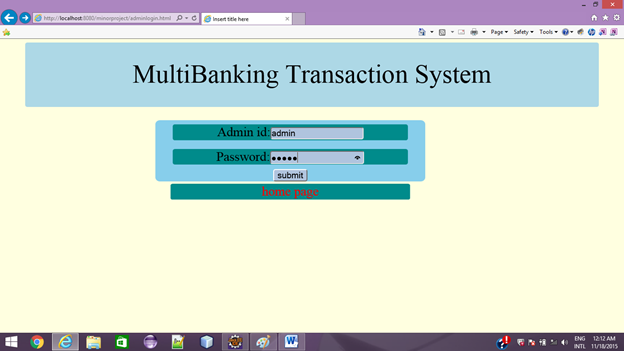 http://localhost:8080/minorproject/adminlogin.html
Insert title here
Page
Safety
Tools
MultiBanking Transaction System
Admin id:admin
Password:●●●●●
submit
home page
ENG
INTL
12:12 AM
11/18/2015